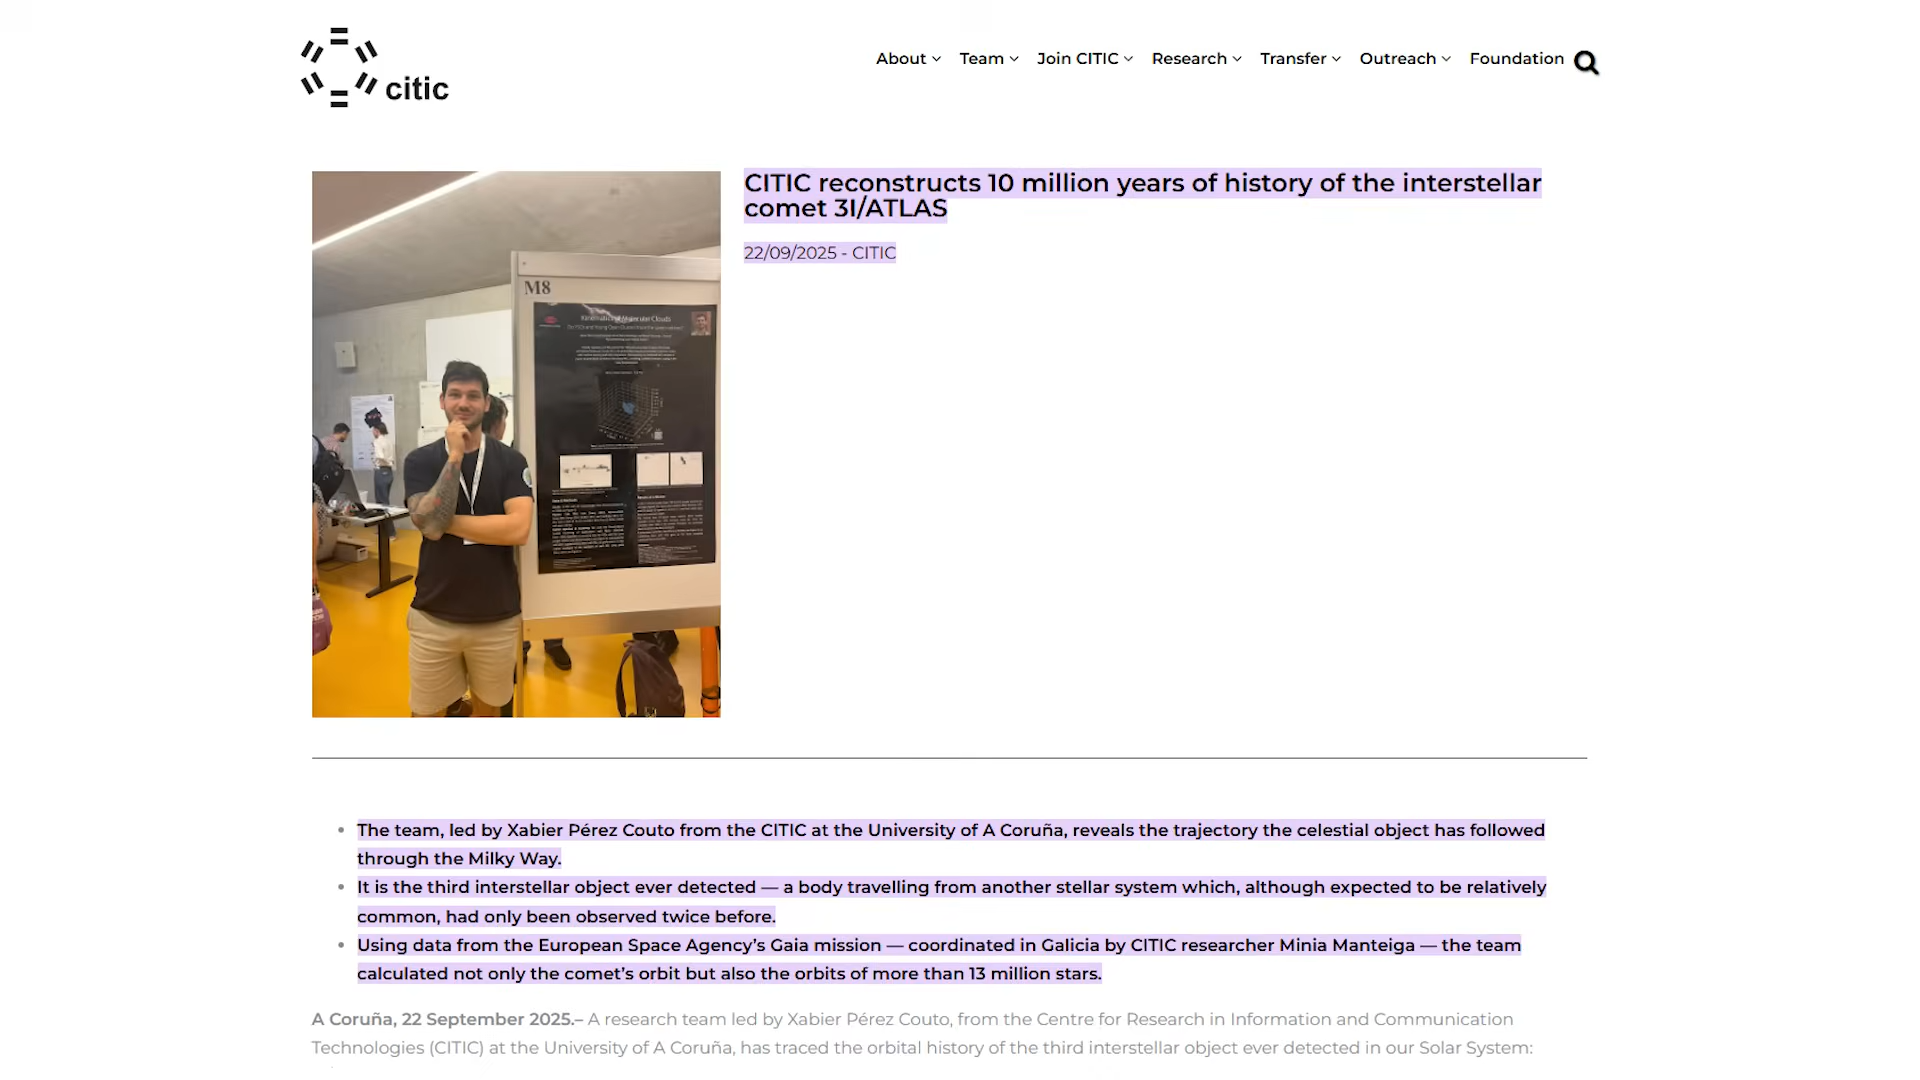 citic
About
Team
Join CITIC
Research
Transfer
Outreach
Foundation
CITIC reconstructs 10 million years of history of the interstellar
comet 3I/ATLAS
22/09/2025 - CITIC
M8
Kinematics of Molecular Clouds
The team, led by Xabier Pérez Couto from the CITIC at the University of A Coruña, reveals the trajectory the celestial object has followed
through the Milky Way.
It is the third interstellar object ever detected — a body travelling from another stellar system which, although expected to be relatively
common, had only been observed twice before.
Using data from the European Space Agency’s Gaia mission — coordinated in Galicia by CITIC researcher Minia Manteiga — the team
calculated not only the comet’s orbit but also the orbits of more than 13 million stars.
A Coruña, 22 September 2025.– A research team led by Xabier Pérez Couto, from the Centre for Research in Information and Communication
Technologies (CITIC) at the University of A Coruña, has traced the orbital history of the third interstellar object ever detected in our Solar System: